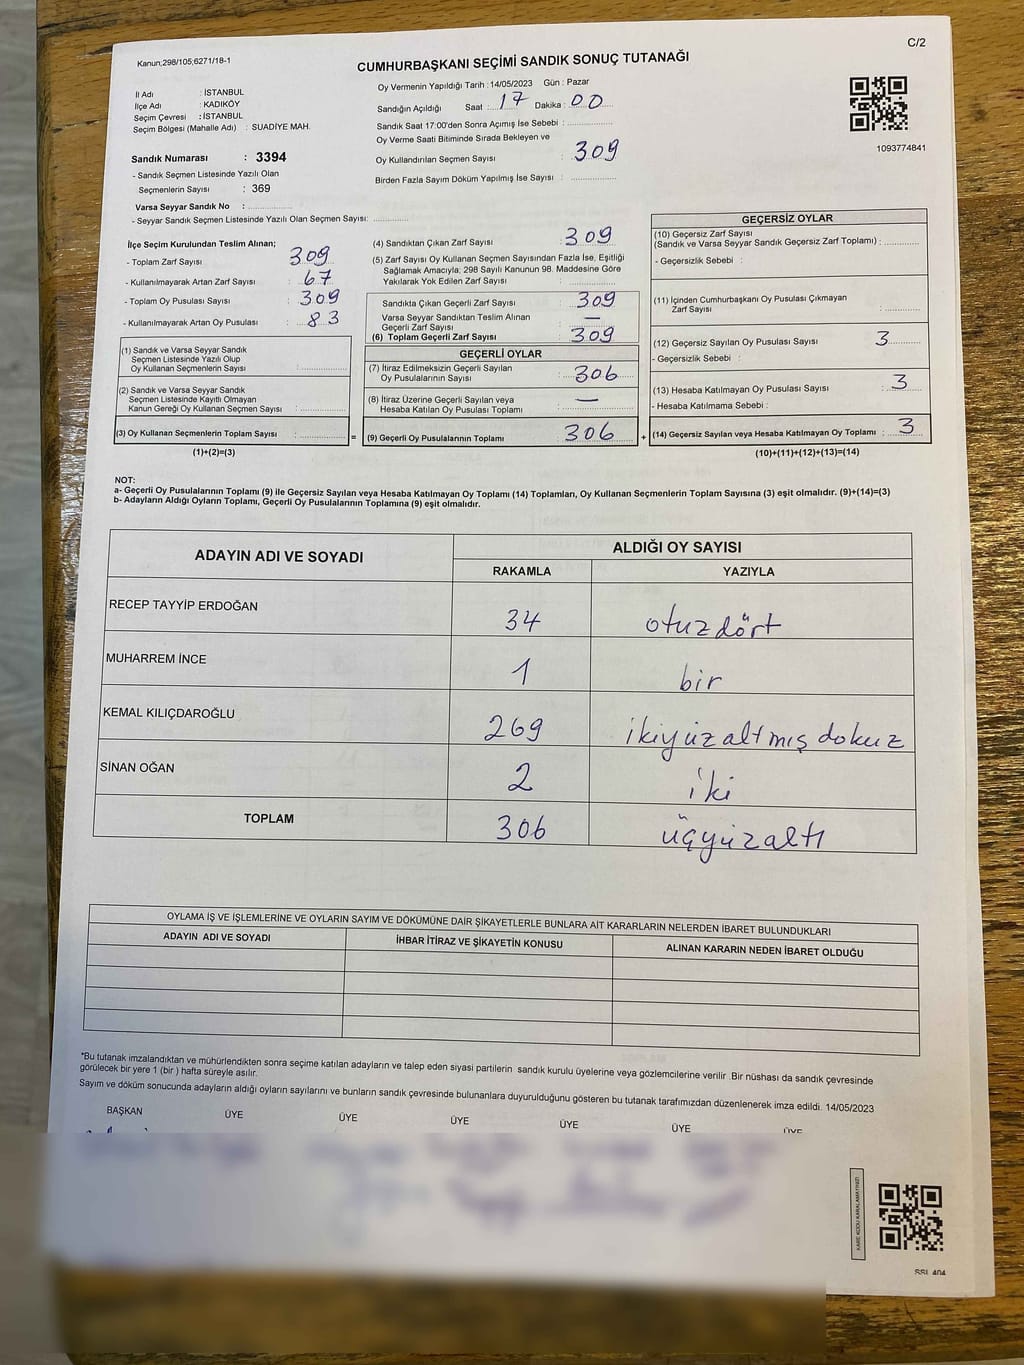 C/2
Kanun;298/105;6271/18-1
CUMHURBAŞKANI SEÇİMİ SANDIK SONUÇ TUTANAĞI
İl Adı : İSTANBUL
İlçe Adı : KADIKÖY
Seçim Çevresi : İSTANBUL
Seçim Bölgesi (Mahalle Adı) : SUADİYE MAH.
Sandık Numarası : 3394
- Sandık Seçmen Listesinde Yazılı Olan
Seçmenlerin Sayısı : 369
Varsa Seyyar Sandık No :
- Seyyar Sandık Seçmen Listesinde Yazılı Olan Seçmen Sayısı:
Oy Vermenin Yapıldığı Tarih : 14/05/2023 Gün : Pazar
Sandığın Açıldığı Saat : 17 Dakika : 00
Sandık Saat 17:00'den Sonra Açımış İse Sebebi :
Oy Verme Saati Bitiminde Sırada Bekleyen ve
Oy Kullandırılan Seçmen Sayısı : 309
Birden Fazla Sayım Döküm Yapılmış İse Sayısı :
1093774841
İlçe Seçim Kurulundan Teslim Alınan;
- Toplam Zarf Sayısı : 309
- Kullanılmayarak Artan Zarf Sayısı : 67
- Toplam Oy Pusulası Sayısı : 309
- Kullanılmayarak Artan Oy Pusulası : 83
(1) Sandık ve Varsa Seyyar Sandık
Seçmen Listesinde Yazılı Olup
Oy Kullanan Seçmenlerin Sayısı :
(2) Sandık ve Varsa Seyyar Sandık
Seçmen Listesinde Kayıtlı Olmayan
Kanun Gereği Oy Kullanan Seçmen Sayısı :
(3) Oy Kullanan Seçmenlerin Toplam Sayısı :
(1)+(2)=(3)
(4) Sandıktan Çıkan Zarf Sayısı : 309
(5) Zarf Sayısı Oy Kullanan Seçmen Sayısından Fazla İse, Eşitliği
Sağlamak Amacıyla; 298 Sayılı Kanunun 98. Maddesine Göre
Yakılarak Yok Edilen Zarf Sayısı :
Sandıkta Çıkan Geçerli Zarf Sayısı : 309
Varsa Seyyar Sandıktan Teslim Alınan
Geçerli Zarf Sayısı : —
(6) Toplam Geçerli Zarf Sayısı : 309
GEÇERLİ OYLAR
(7) İtiraz Edilmeksizin Geçerli Sayılan
Oy Pusulalarının Sayısı : 306
(8) İtiraz Üzerine Geçerli Sayılan veya
Hesaba Katılan Oy Pusulası Toplamı : —
= (9) Geçerli Oy Pusulalarının Toplamı : 306
GEÇERSİZ OYLAR
(10) Geçersiz Zarf Sayısı
(Sandık ve Varsa Seyyar Sandık Geçersiz Zarf Toplamı) :
- Geçersizlik Sebebi :
(11) İçinden Cumhurbaşkanı Oy Pusulası Çıkmayan
Zarf Sayısı :
(12) Geçersiz Sayılan Oy Pusulası Sayısı : 3
- Geçersizlik Sebebi :
(13) Hesaba Katılmayan Oy Pusulası Sayısı : 3
- Hesaba Katılmama Sebebi :
+ (14) Geçersiz Sayılan veya Hesaba Katılmayan Oy Toplamı : 3
(10)+(11)+(12)+(13)=(14)
NOT:
a- Geçerli Oy Pusulalarının Toplamı (9) ile Geçersiz Sayılan veya Hesaba Katılmayan Oy Toplamı (14) Toplamları, Oy Kullanan Seçmenlerin Toplam Sayısına (3) eşit olmalıdır. (9)+(14)=(3)
b- Adayların Aldığı Oyların Toplamı, Geçerli Oy Pusulalarının Toplamına (9) eşit olmalıdır.
ADAYIN ADI VE SOYADI ALDIĞI OY SAYISI
RAKAMLA YAZIYLA
RECEP TAYYİP ERDOĞAN 34 otuzdört
MUHARREM İNCE 1 bir
KEMAL KILIÇDAROĞLU 269 ikiyüzaltmış dokuz
SİNAN OĞAN 2 iki
TOPLAM 306 üçyüzaltı
OYLAMA İŞ VE İŞLEMLERİNE VE OYLARIN SAYIM VE DÖKÜMÜNE DAİR ŞİKAYETLERLE BUNLARA AİT KARARLARIN NELERDEN İBARET BULUNDUKLARI
ADAYIN ADI VE SOYADI İHBAR İTİRAZ VE ŞİKAYETİN KONUSU ALINAN KARARIN NEDEN İBARET OLDUĞU
*Bu tutanak imzalandıktan ve mühürlendikten sonra seçime katılan adayların ve talep eden siyasi partilerin sandık kurulu üyelerine veya gözlemcilerine verilir. Bir nüshası da sandık çevresinde
görülecek bir yere 1 (bir) hafta süreyle asılır.
Sayım ve döküm sonucunda adayların aldığı oyların sayılarını ve bunların sandık çevresinde bulunanlara duyurulduğunu gösteren bu tutanak tarafımızdan düzenlenerek imza edildi. 14/05/2023
BAŞKAN ÜYE ÜYE ÜYE ÜYE ÜYE ÜYE
KARE KODU KARALAMAYINIZ!